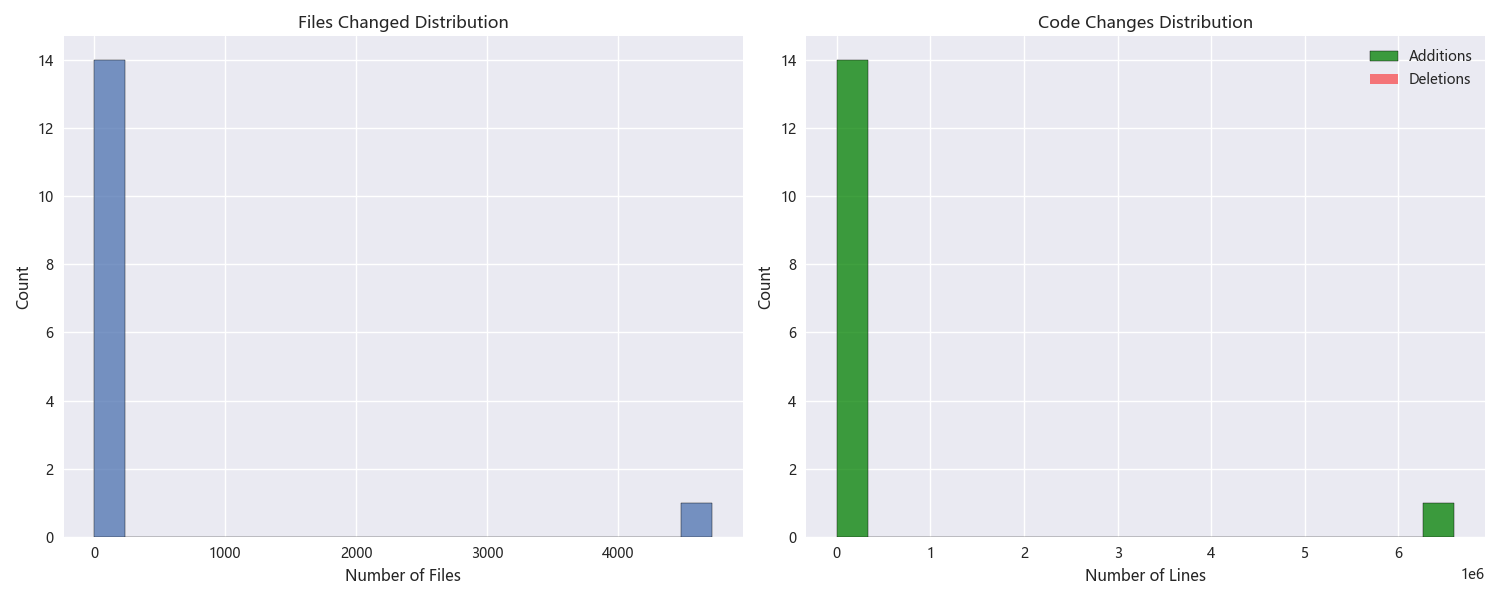 Files Changed Distribution
14
12
10
8
6
4
2
0
Count
0 1000 2000 3000 4000
Number of Files
Code Changes Distribution
Additions
Deletions
14
12
10
8
6
4
2
0
Count
0 1 2 3 4 5 6
1e6
Number of Lines